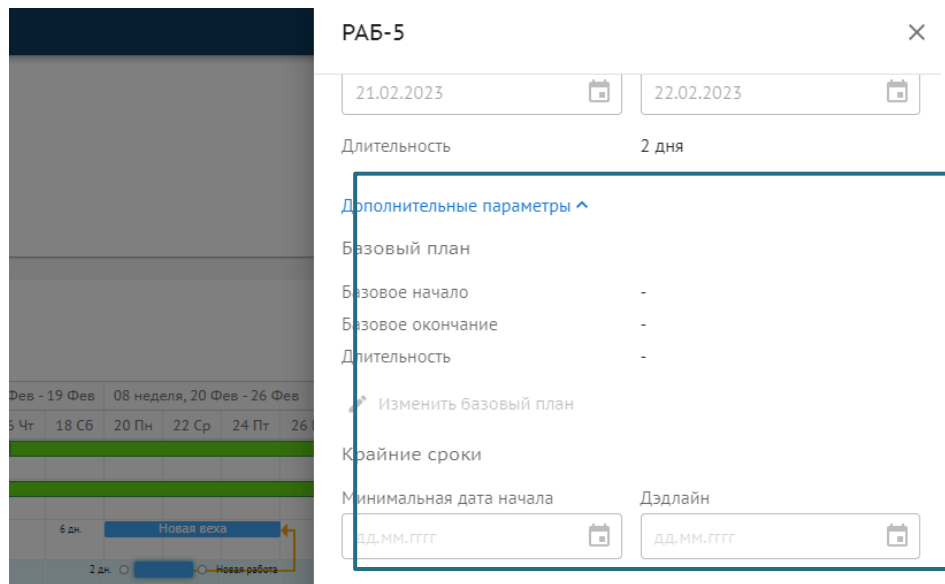 РАБ-5
21.02.2023 22.02.2023
Длительность 2 дня
Дополнительные параметры
Базовый план
Базовое начало -
Базовое окончание -
Длительность -
Изменить базовый план
Крайние сроки
Минимальная дата начала Дэдлайн
дд.мм.гггг дд.мм.гггг
Фев - 19 Фев 08 неделя, 20 Фев - 26 Фев
Чт 18 Сб 20 Пн 22 Ср 24 Пт 26
6 дн. Новая веха
2 дн. Новая работа